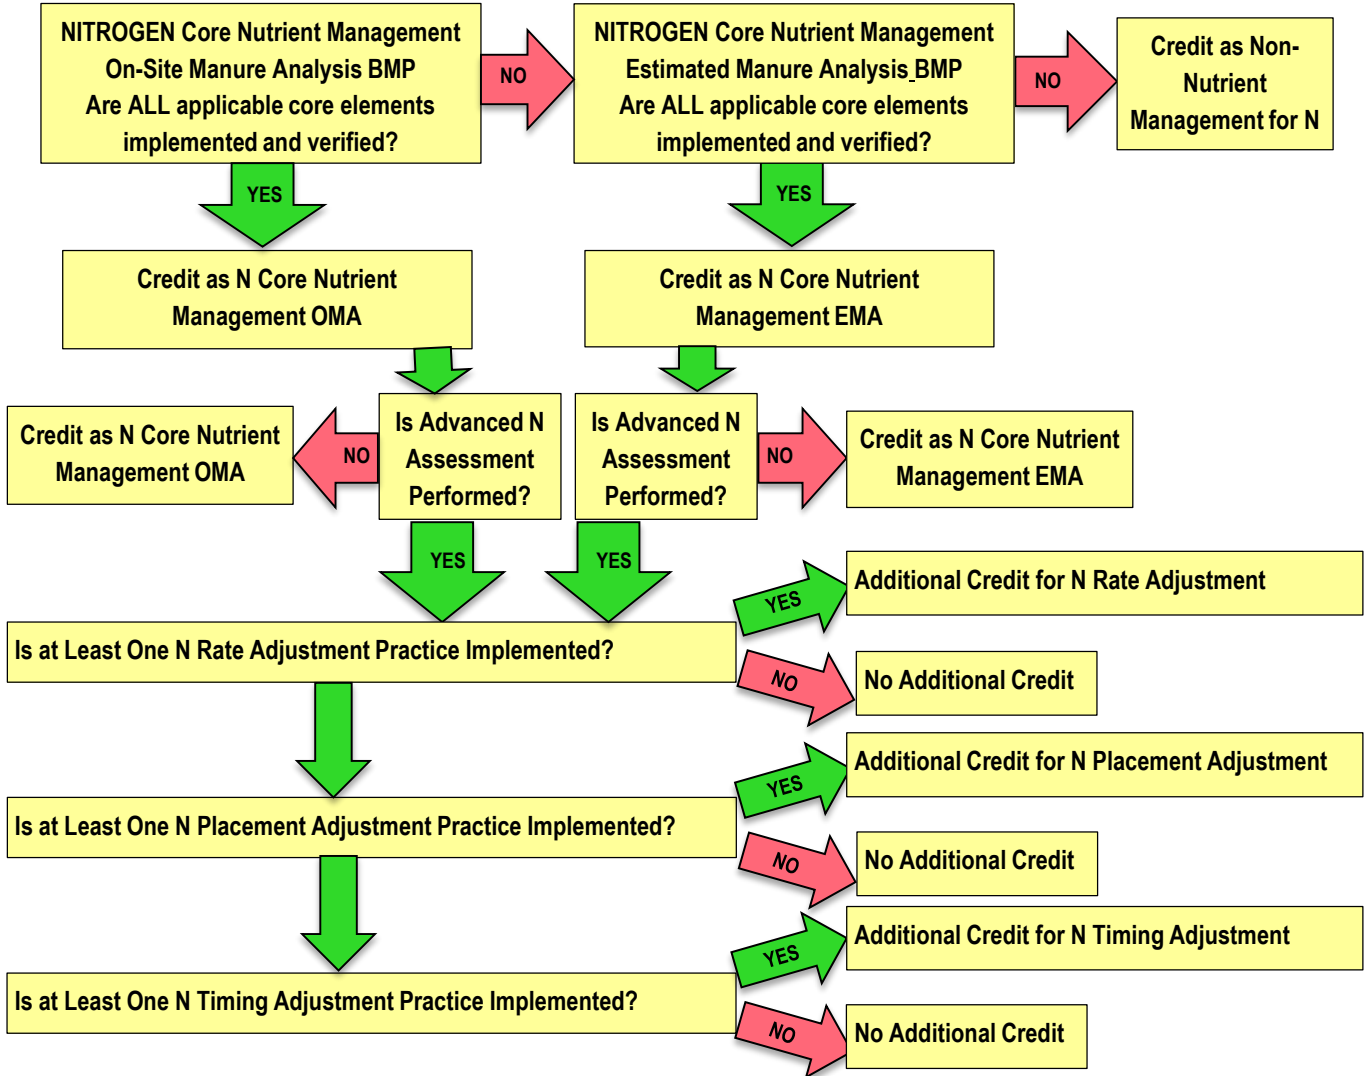 NITROGEN Core Nutrient Management
On-Site Manure Analysis BMP
Are ALL applicable core elements
implemented and verified?
NO
NITROGEN Core Nutrient Management
Estimated Manure Analysis BMP
Are ALL applicable core elements
implemented and verified?
NO
Credit as Non-
Nutrient
Management for N
YES
YES
Credit as N Core Nutrient
Management OMA
Credit as N Core Nutrient
Management EMA
Credit as N Core Nutrient
Management OMA
NO
Is Advanced N
Assessment
Performed?
Is Advanced N
Assessment
Performed?
NO
Credit as N Core Nutrient
Management EMA
YES
YES
Is at Least One N Rate Adjustment Practice Implemented?
YES
Additional Credit for N Rate Adjustment
NO
No Additional Credit
Is at Least One N Placement Adjustment Practice Implemented?
YES
Additional Credit for N Placement Adjustment
NO
No Additional Credit
Is at Least One N Timing Adjustment Practice Implemented?
YES
Additional Credit for N Timing Adjustment
NO
No Additional Credit